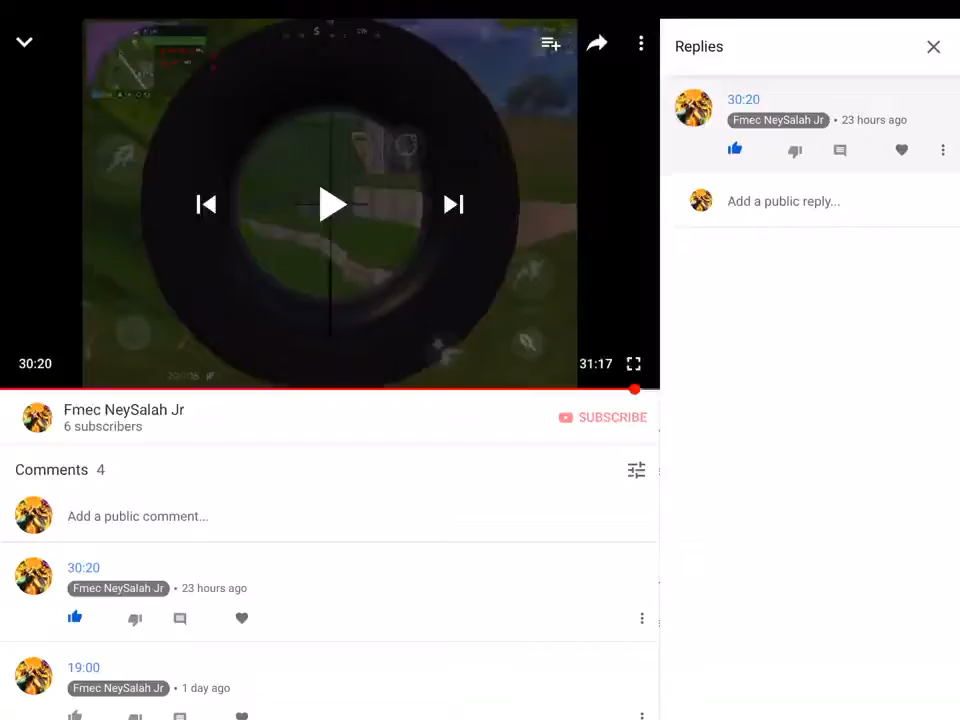 S
30:20
31:17
Fmec NeySalah Jr
6 subscribers
SUBSCRIBE
Comments 4
Add a public comment...
30:20
Fmec NeySalah Jr • 23 hours ago
19:00
Fmec NeySalah Jr • 1 day ago
Replies
30:20
Fmec NeySalah Jr • 23 hours ago
Add a public reply...